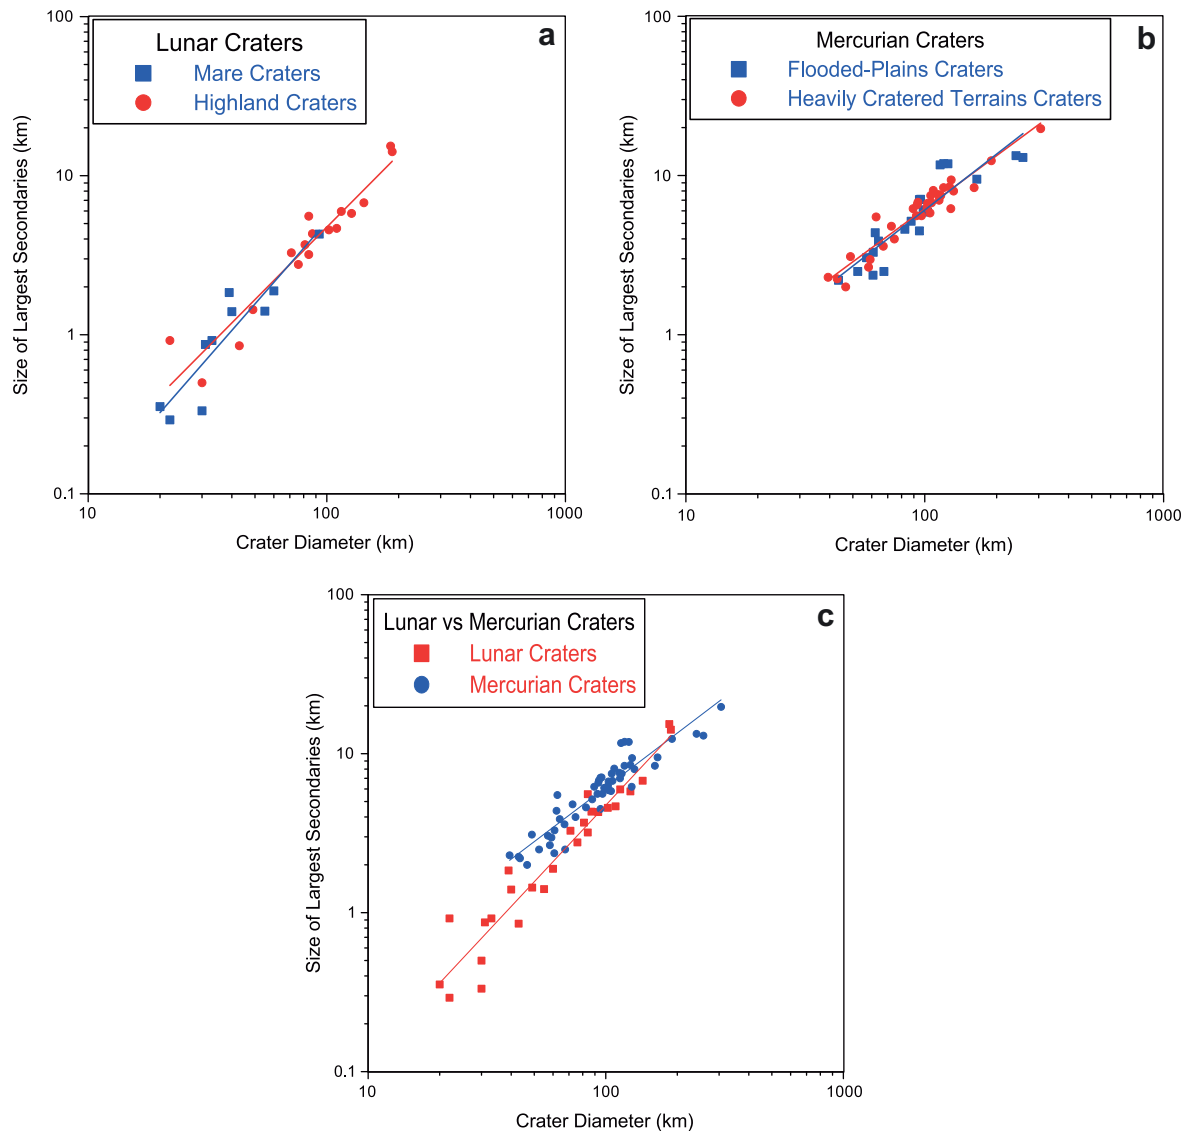 a
Lunar Craters
Mare Craters
Highland Craters
100
10
1
0.1
10
100
1000
Size of Largest Secondaries (km)
Crater Diameter (km)
b
Mercurian Craters
Flooded-Plains Craters
Heavily Cratered Terrains Craters
100
10
1
0.1
10
100
1000
Size of Largest Secondaries (km)
Crater Diameter (km)
c
Lunar vs Mercurian Craters
Lunar Craters
Mercurian Craters
100
10
1
0.1
10
100
1000
Size of Largest Secondaries (km)
Crater Diameter (km)